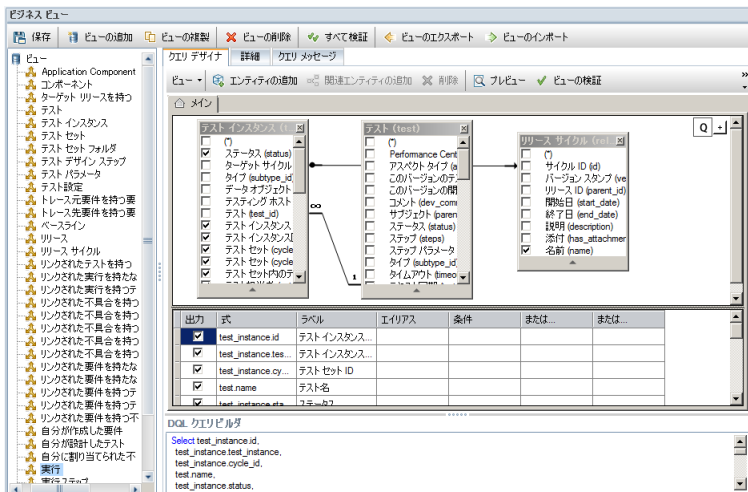 ビジネス ビュー
保存 ビューの追加 ビューの複製 ビューの削除 すべて検証 ビューのエクスポート ビューのインポート
ビュー
Application Component
コンポーネント
ターゲット リリースを持つ
テスト
テスト インスタンス
テスト セット
テスト セット フォルダ
テスト デザイン ステップ
テスト パラメータ
テスト設定
トレース元要件を持つ要
トレース先要件を持つ要
ベースライン
リリース
リリース サイクル
リンクされたテストを持つ
リンクされた実行を持たな
リンクされた実行を持つテ
リンクされた不具合を持つ
リンクされた不具合を持つ
リンクされた不具合を持つ
リンクされた不具合を持つ
リンクされた要件を持たな
リンクされた要件を持たな
リンクされた要件を持つテ
リンクされた要件を持つテ
リンクされた要件を持つ不
自分が作成した要件
自分が設計したテスト
自分に割り当てられた不
実行
実行ステップ
クエリ デザイナ 詳細 クエリ メッセージ
ビュー エンティティの追加 関連エンティティの追加 削除 プレビュー ビューの検証 »
メイン
Q +
テスト インスタンス (t...
(*)
ステータス (status)
ターゲット サイクル
タイプ (subtype_id
データ オブジェクト
テスティング ホスト
テスト (test_id)
テスト インスタンス
テスト インスタンスI
テスト セット (cycle
テスト セット (cycle
テスト セット内のテ
∞
1
テスト (test)
(*)
Performance Cent
アスペクト タイプ (a
このバージョンのテ
このバージョンの開
コメント (dev_comm
サブジェクト (paren
ステータス (status)
ステップ (steps)
ステップ パラメータ
タイプ (subtype_id
タイムアウト (timeo
リリース サイクル (rel...
(*)
サイクル ID (id)
バージョン スタンプ (ve
リリース ID (parent_id)
開始日 (start_date)
終了日 (end_date)
説明 (description)
添付 (has_attachmer
名前 (name)
出力 式 ラベル エイリアス 条件 または... または...
test_instance.id テスト インスタンス...
test_instance.tes... テスト インスタンス...
test_instance.cy... テスト セット ID
test.name テスト名
test_instance.sta... ステータス
DQL クエリ ビルダ
Select test_instance.id,
test_instance.test_instance,
test_instance.cycle_id,
test.name,
test_instance.status,